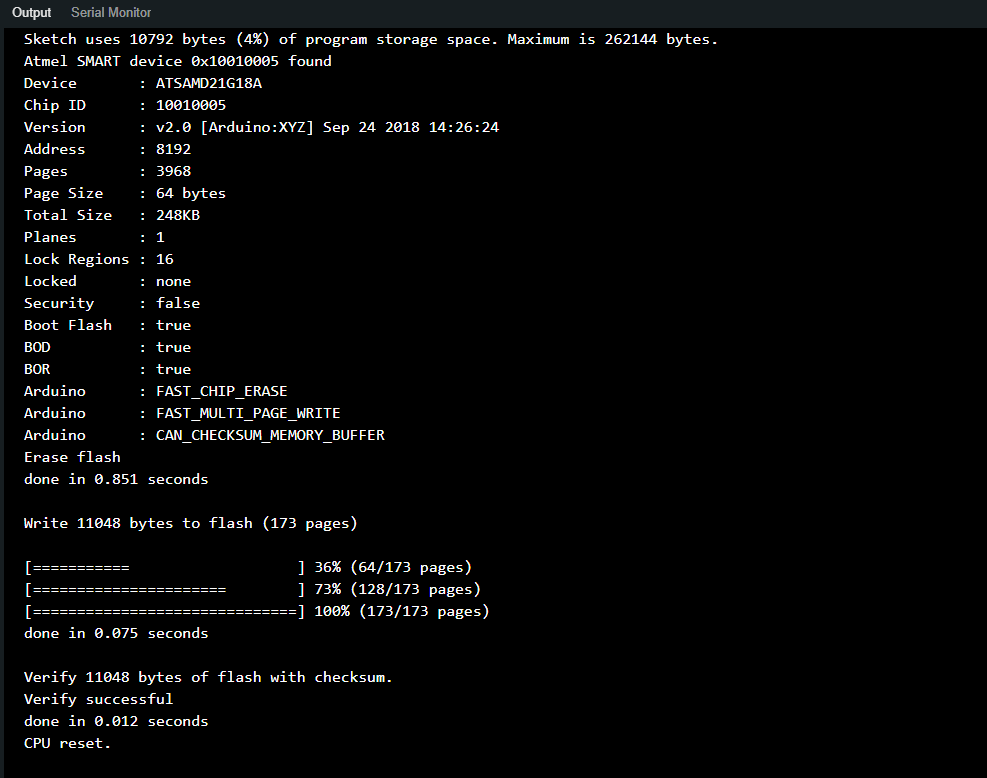 Output Serial Monitor
Sketch uses 10792 bytes (4%) of program storage space. Maximum is 262144 bytes.
Atmel SMART device 0x10010005 found
Device       : ATSAMD21G18A
Chip ID      : 10010005
Version      : v2.0 [Arduino:XYZ] Sep 24 2018 14:26:24
Address      : 8192
Pages        : 3968
Page Size    : 64 bytes
Total Size   : 248KB
Planes       : 1
Lock Regions : 16
Locked       : none
Security     : false
Boot Flash   : true
BOD          : true
BOR          : true
Arduino      : FAST_CHIP_ERASE
Arduino      : FAST_MULTI_PAGE_WRITE
Arduino      : CAN_CHECKSUM_MEMORY_BUFFER
Erase flash
done in 0.851 seconds
Write 11048 bytes to flash (173 pages)
[===========                   ] 36% (64/173 pages)
[======================        ] 73% (128/173 pages)
[==============================] 100% (173/173 pages)
done in 0.075 seconds
Verify 11048 bytes of flash with checksum.
Verify successful
done in 0.012 seconds
CPU reset.